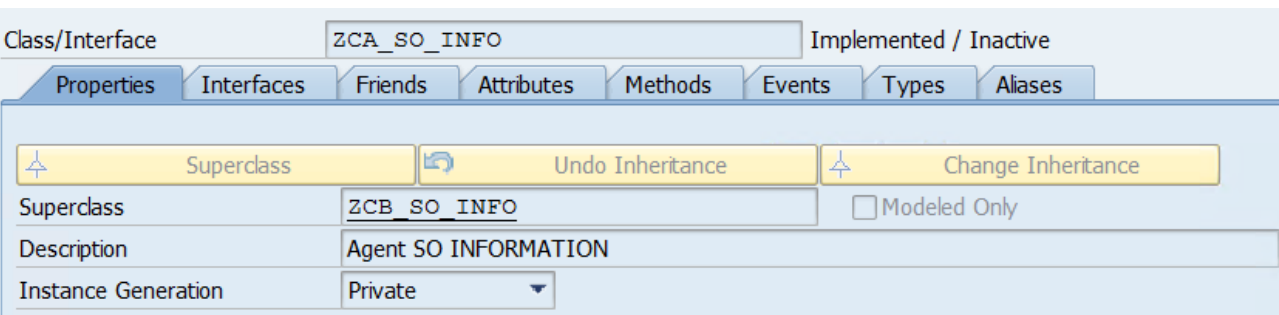 Class/Interface ZCA_SO_INFO Implemented / Inactive
Properties Interfaces Friends Attributes Methods Events Types Aliases
Superclass Undo Inheritance Change Inheritance
Superclass ZCB_SO_INFO Modeled Only
Description Agent SO INFORMATION
Instance Generation Private